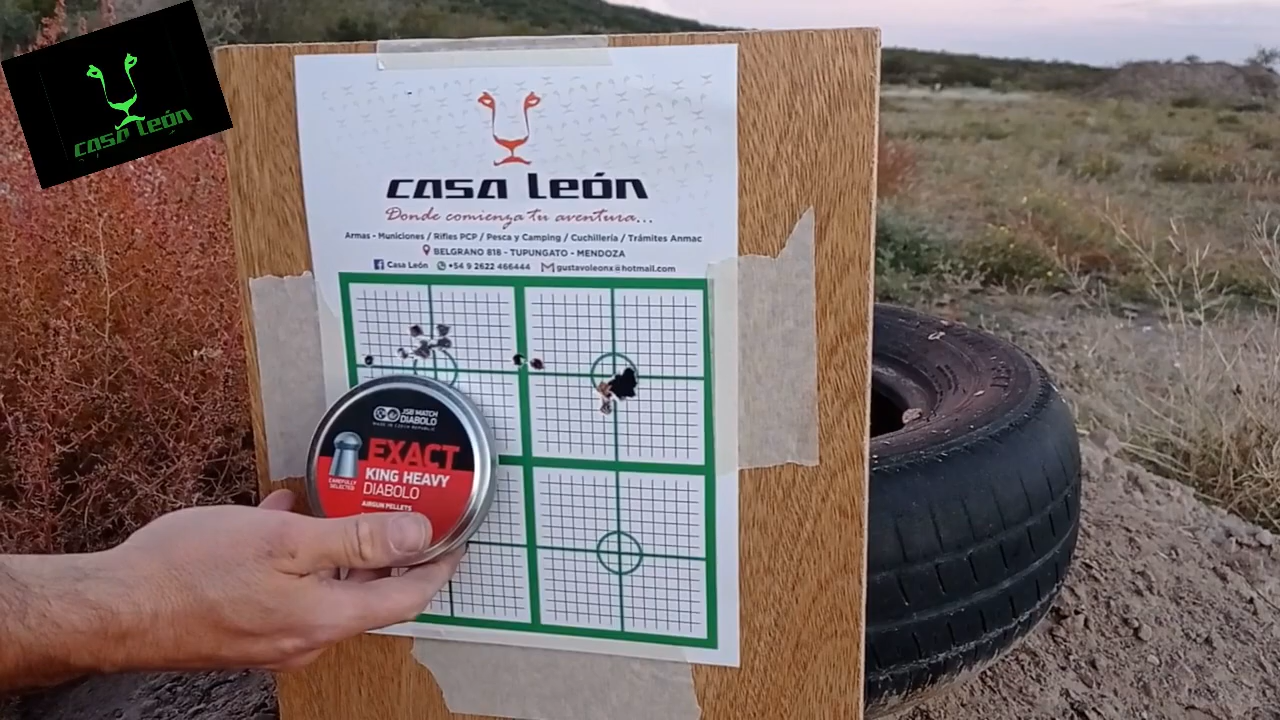 casa león
casa león
Donde comienza tu aventura...
Armas - Municiones / Rifles PCP / Pesca y Camping / Cuchillería / Trámites Anmac
BELGRANO 818 - TUPUNGATO - MENDOZA
Casa León +54 9 2622 466444 gustavoleonx@hotmail.com
JSB MATCH
DIABOLO
MADE IN CZECH REPUBLIC
EXACT
KING HEAVY
DIABOLO
CAREFULLY
SELECTED
AIRGUN PELLETS